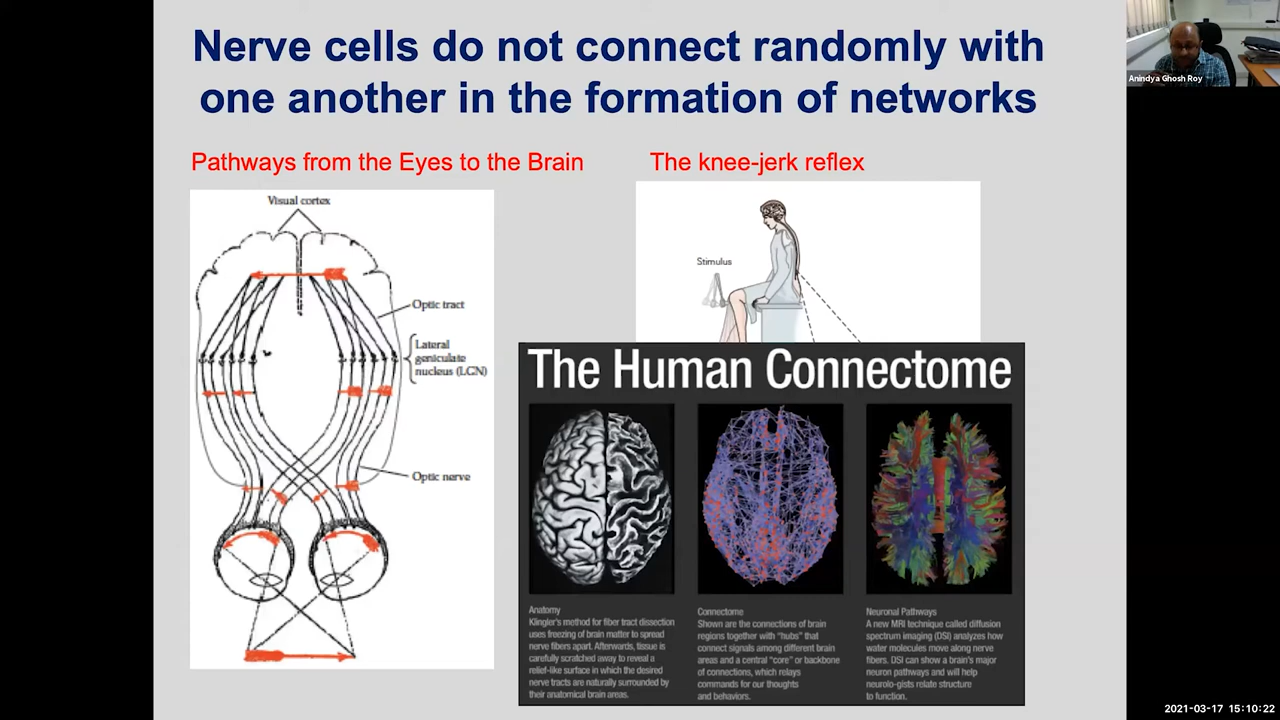 Nerve cells do not connect randomly with
one another in the formation of networks
Anindya Ghosh Roy
Pathways from the Eyes to the Brain
The knee-jerk reflex
Visual cortex
Optic tract
Lateral
geniculate
nucleus (LGN)
Optic nerve
Stimulus
The Human Connectome
Anatomy
Klingler's method for fiber tract dissection
uses freezing of brain matter to spread
nerve fibers apart. Afterwards, tissue is
carefully scratched away to reveal a
relief-like surface in which the desired
nerve tracts are naturally surrounded by
their anatomical brain areas.
Connectome
Shown are the connections of brain
regions together with "hubs" that
connect signals among different brain
areas and a central "core" or backbone
of connections, which relays
commands for our thoughts
and behaviors.
Neuronal Pathways
A new MRI technique called diffusion
spectrum imaging (DSI) analyzes how
water molecules move along nerve
fibers. DSI can show a brain's major
neuron pathways and will help
neurolo-gists relate structure
to function.
2021-03-17 15:10:22